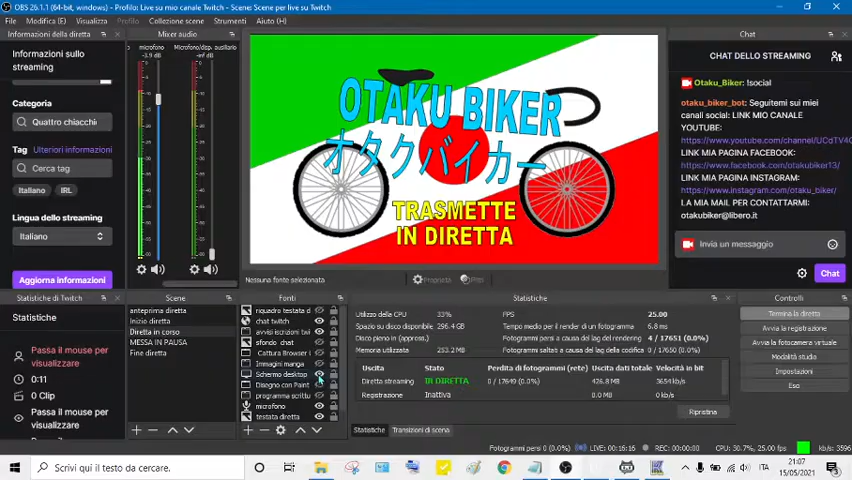 OBS 26.1.1 (64-bit, windows) - Profilo: Live su mio canale Twitch - Scene: Scene per live su Twitch
File Modifica (E) Visualizza Profilo Collezione scene Strumenti Aiuto (H)
Informazioni della diretta
Informazioni sullo
streaming
Categoria
Quattro chiacchi
Tag Ulteriori informazioni
Cerca tag
Italiano IRL
Lingua dello streaming
Italiano
Aggiorna informazioni
Mixer audio
microfono
-3.9 dB
Microfono/disp. ausiliario
-inf dB
OTAKU BIKER
オタクバイカー
TRASMETTE
IN DIRETTA
Nessuna fonte selezionata
Proprietà
Filtri
Chat
CHAT DELLO STREAMING
Otaku_Biker: !social
otaku_biker_bot: Seguitemi sui miei
canali social: LINK MIO CANALE
YOUTUBE:
https://www.youtube.com/channel/UCdTV4C
LINK MIA PAGINA FACEBOOK:
https://www.facebook.com/otakubiker13/
LINK MIA PAGINA INSTAGRAM:
https://www.instagram.com/otaku_biker/
LA MIA MAIL PER CONTATTARMI:
otakubiker@libero.it
Invia un messaggio
Chat
Statistiche di Twitch
Statistiche
Passa il mouse per
visualizzare
0:11
0 Clip
Passa il mouse per
visualizzare
Scene
anteprima diretta
Inizio diretta
Diretta in corso
MESSA IN PAUSA
Fine diretta
Fonti
riquadro testata d
chat twitch
avvisi iscrizioni twi
sfondo chat
Cattura Browser I
Immagini manga
Schermo desktop
Disegno con Paint
programma scrittu
microfono
testata diretta
Statistiche
Utilizzo della CPU 33%
Spazio su disco disponibile 296.4 GB
Disco pieno in (approx.)
Memoria utilizzata 253.2 MB
FPS 25.00
Tempo medio per il render di un fotogramma 6.8 ms
Fotogrammi persi a causa del lag del rendering 4 / 17651 (0.0%)
Fotogrammi saltati a causa del lag della codifica 0 / 17650 (0.0%)
Uscita Stato Perdita di fotogrammi (rete) Uscita dati totale Velocità in bit
Diretta streaming IN DIRETTA 0 / 17649 (0.0%) 426.8 MB 3654 kb/s
Registrazione Inattiva 0.0 MB 0 kb/s
Ripristina
Statistiche Transizioni di scena
Controlli
Termina la diretta
Avvia la registrazione
Avvia la fotocamera virtuale
Modalità studio
Impostazioni
Esci
Fotogrammi persi 0 (0.0%) LIVE: 00:16:16 REC: 00:00:00 CPU: 30.7%, 25.00 fps kb/s: 3596
Scrivi qui il testo da cercare.
ITA
21:07
15/05/2021